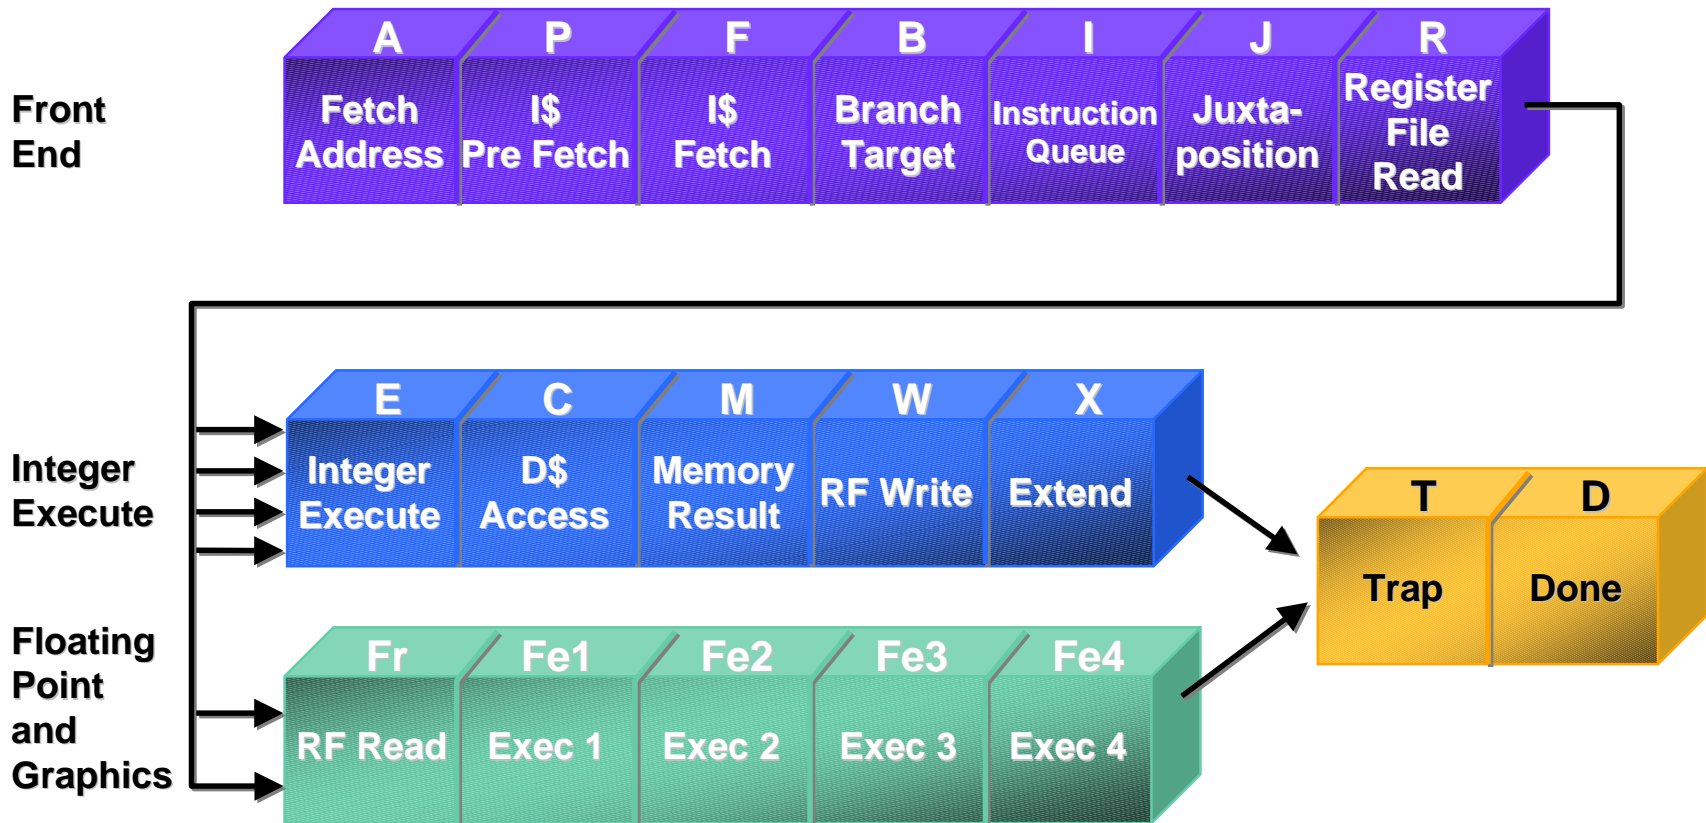 A P F B I J R
Front
End
Fetch
Address
I$
Pre Fetch
I$
Fetch
Branch
Target
Instruction
Queue
Juxta-
position
Register
File
Read
E C M W X
Integer
Execute
Integer
Execute
D$
Access
Memory
Result
RF Write
Extend
T D
Trap
Done
Floating
Point
and
Graphics
Fr Fe1 Fe2 Fe3 Fe4
RF Read
Exec 1
Exec 2
Exec 3
Exec 4